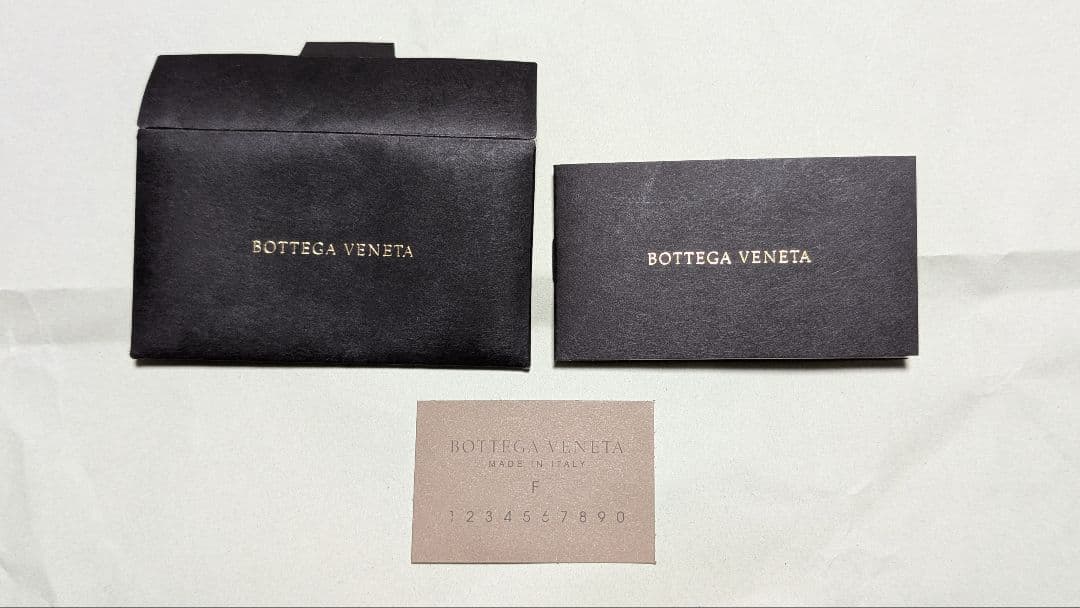 BOTTEGA VENETA
BOTTEGA VENETA
BOTTEGA VENETA
MADE IN ITALY
F
1 2 3 4 5 6 7 8 9 0